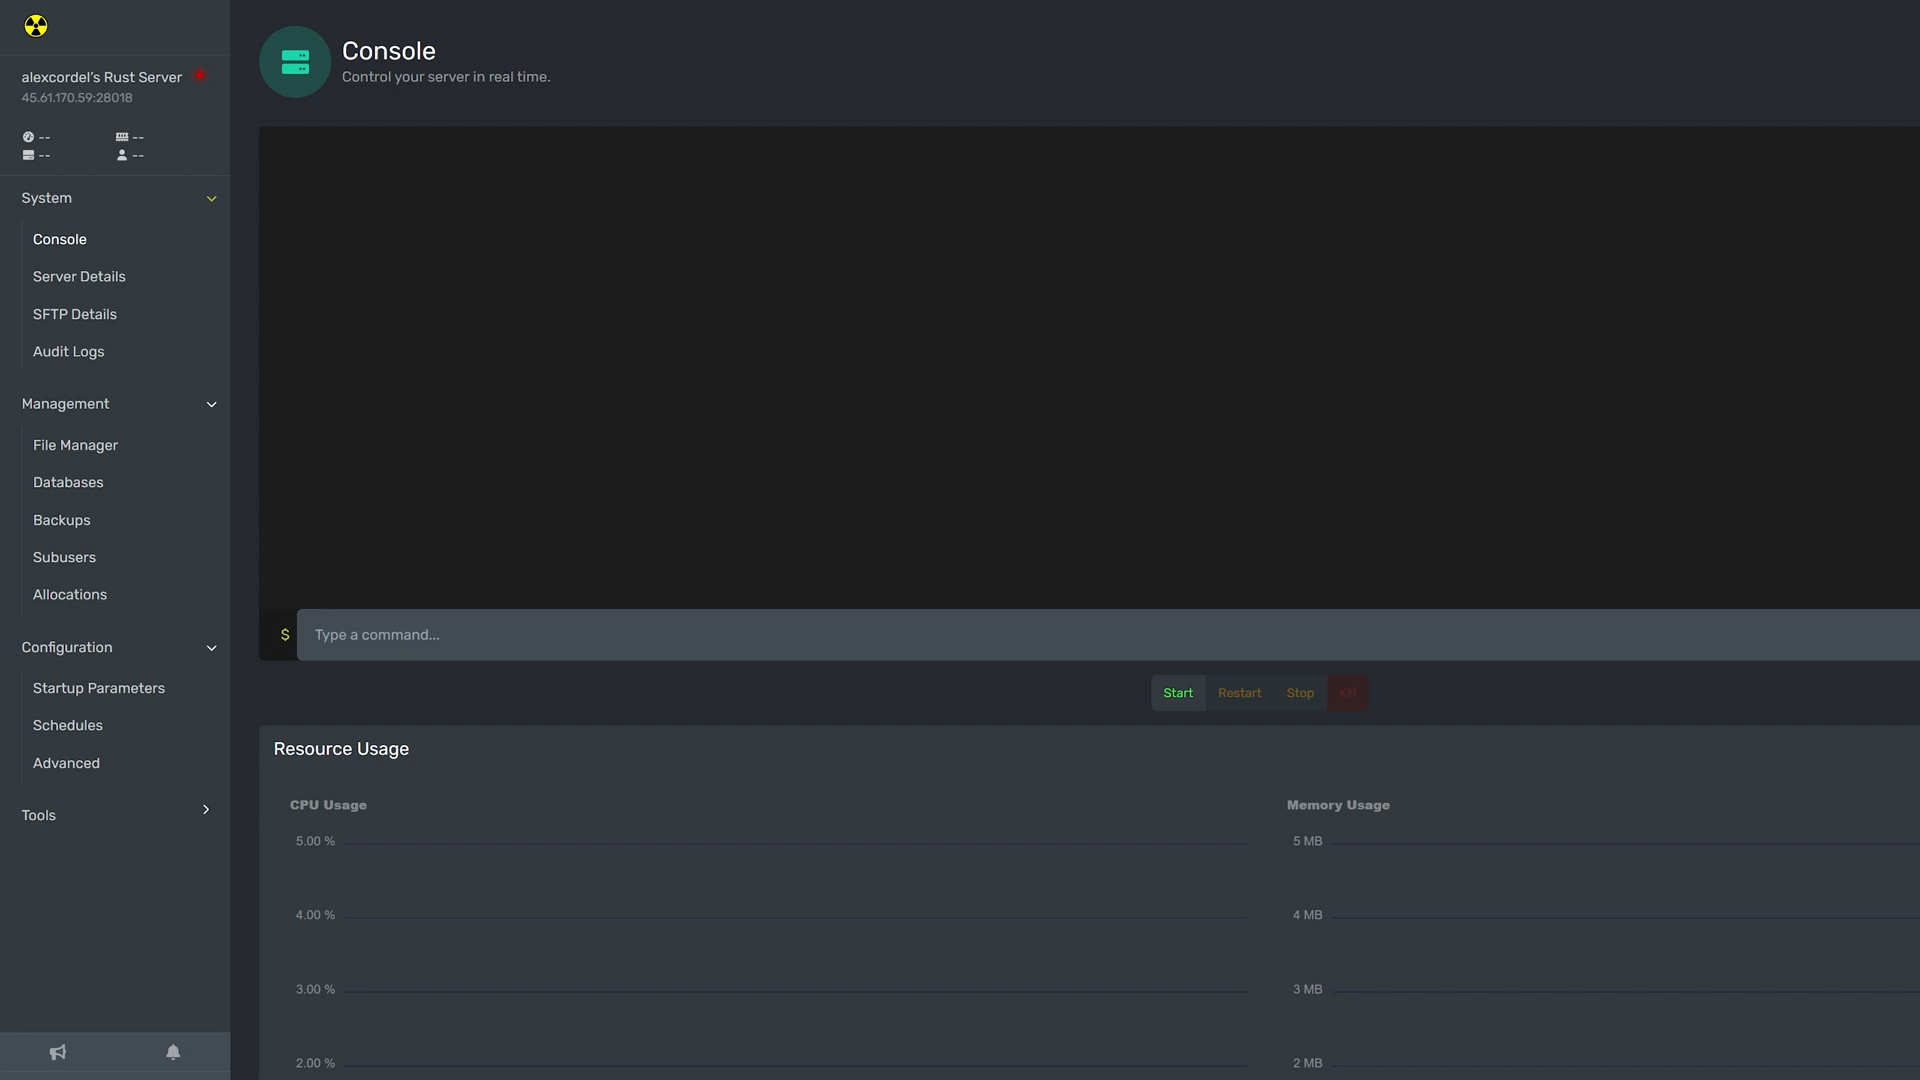 alexcordel's Rust Server
45.61.170.59:28018
-- --
-- --
System
Console
Server Details
SFTP Details
Audit Logs
Management
File Manager
Databases
Backups
Subusers
Allocations
Configuration
Startup Parameters
Schedules
Advanced
Tools
Console
Control your server in real time.
$ Type a command...
Start Restart Stop Kill
Resource Usage
CPU Usage
5.00 %
4.00 %
3.00 %
2.00 %
Memory Usage
5 MB
4 MB
3 MB
2 MB